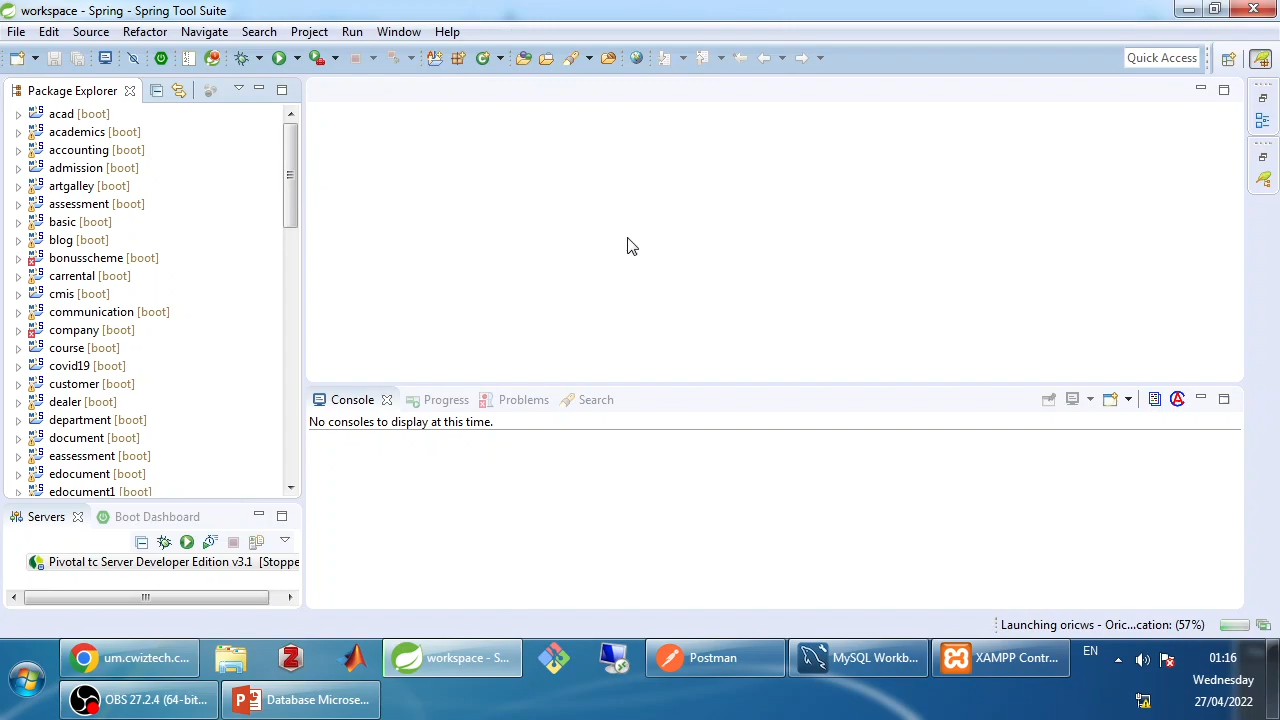 workspace - Spring - Spring Tool Suite
File Edit Source Refactor Navigate Search Project Run Window Help
Quick Access
Package Explorer
acad [boot]
academics [boot]
accounting [boot]
admission [boot]
artgalley [boot]
assessment [boot]
basic [boot]
blog [boot]
bonusscheme [boot]
carrental [boot]
cmis [boot]
communication [boot]
company [boot]
course [boot]
covid19 [boot]
customer [boot]
dealer [boot]
department [boot]
document [boot]
eassessment [boot]
edocument [boot]
edocument1 [boot]
Console Progress Problems Search
No consoles to display at this time.
Servers Boot Dashboard
Pivotal tc Server Developer Edition v3.1 [Stoppe
Launching oricws - Oric...cation: (57%)
um.cwiztech.c...
workspace - S...
Postman
MySQL Workb...
XAMPP Contr...
EN
01:16
Wednesday
27/04/2022
OBS 27.2.4 (64-bit...
Database Microse...